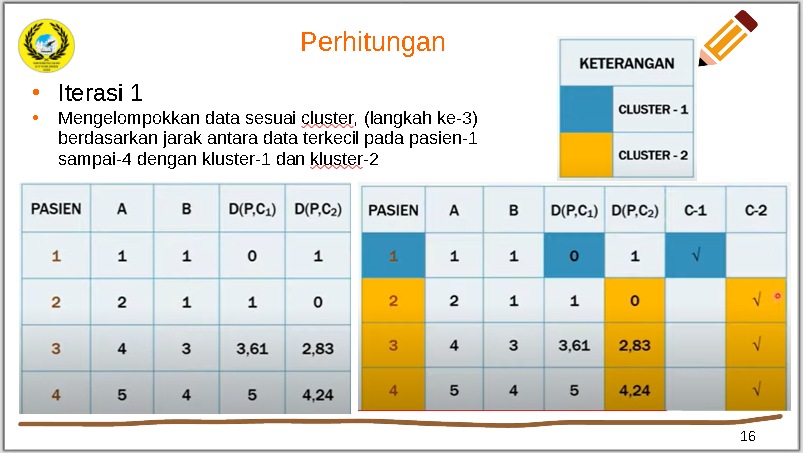 Perhitungan
KETERANGAN
CLUSTER - 1
CLUSTER - 2
• Iterasi 1
• Mengelompokkan data sesuai cluster, (langkah ke-3)
berdasarkan jarak antara data terkecil pada pasien-1
sampai-4 dengan kluster-1 dan kluster-2
PASIEN A B D(P,C₁) D(P,C₂)
1 1 1 0 1
2 2 1 1 0
3 4 3 3,61 2,83
4 5 4 5 4,24
PASIEN A B D(P,C₁) D(P,C₂) C-1 C-2
1 1 1 0 1 √
2 2 1 1 0 √
3 4 3 3,61 2,83 √
4 5 4 5 4,24 √
16